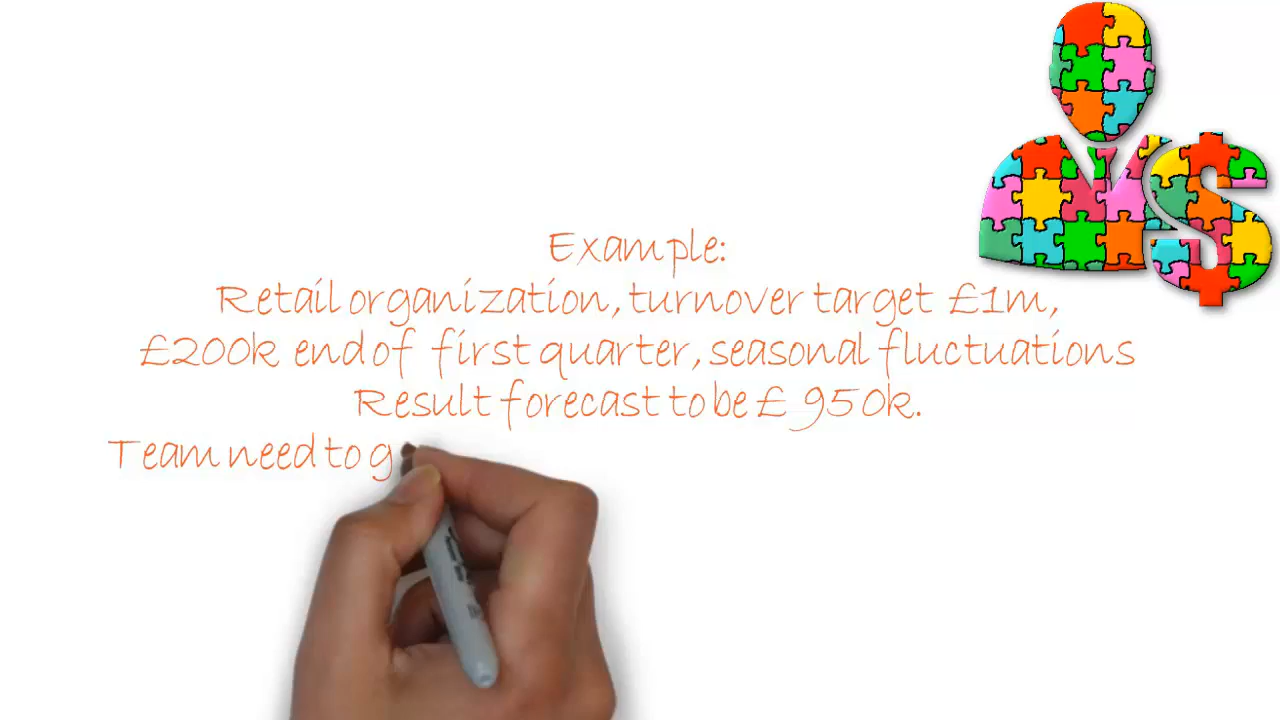 Example:
Retail organization, turnover target £1m,
£200k end of first quarter, seasonal fluctuations
Result forecast to be £ 950k.
Team need to g